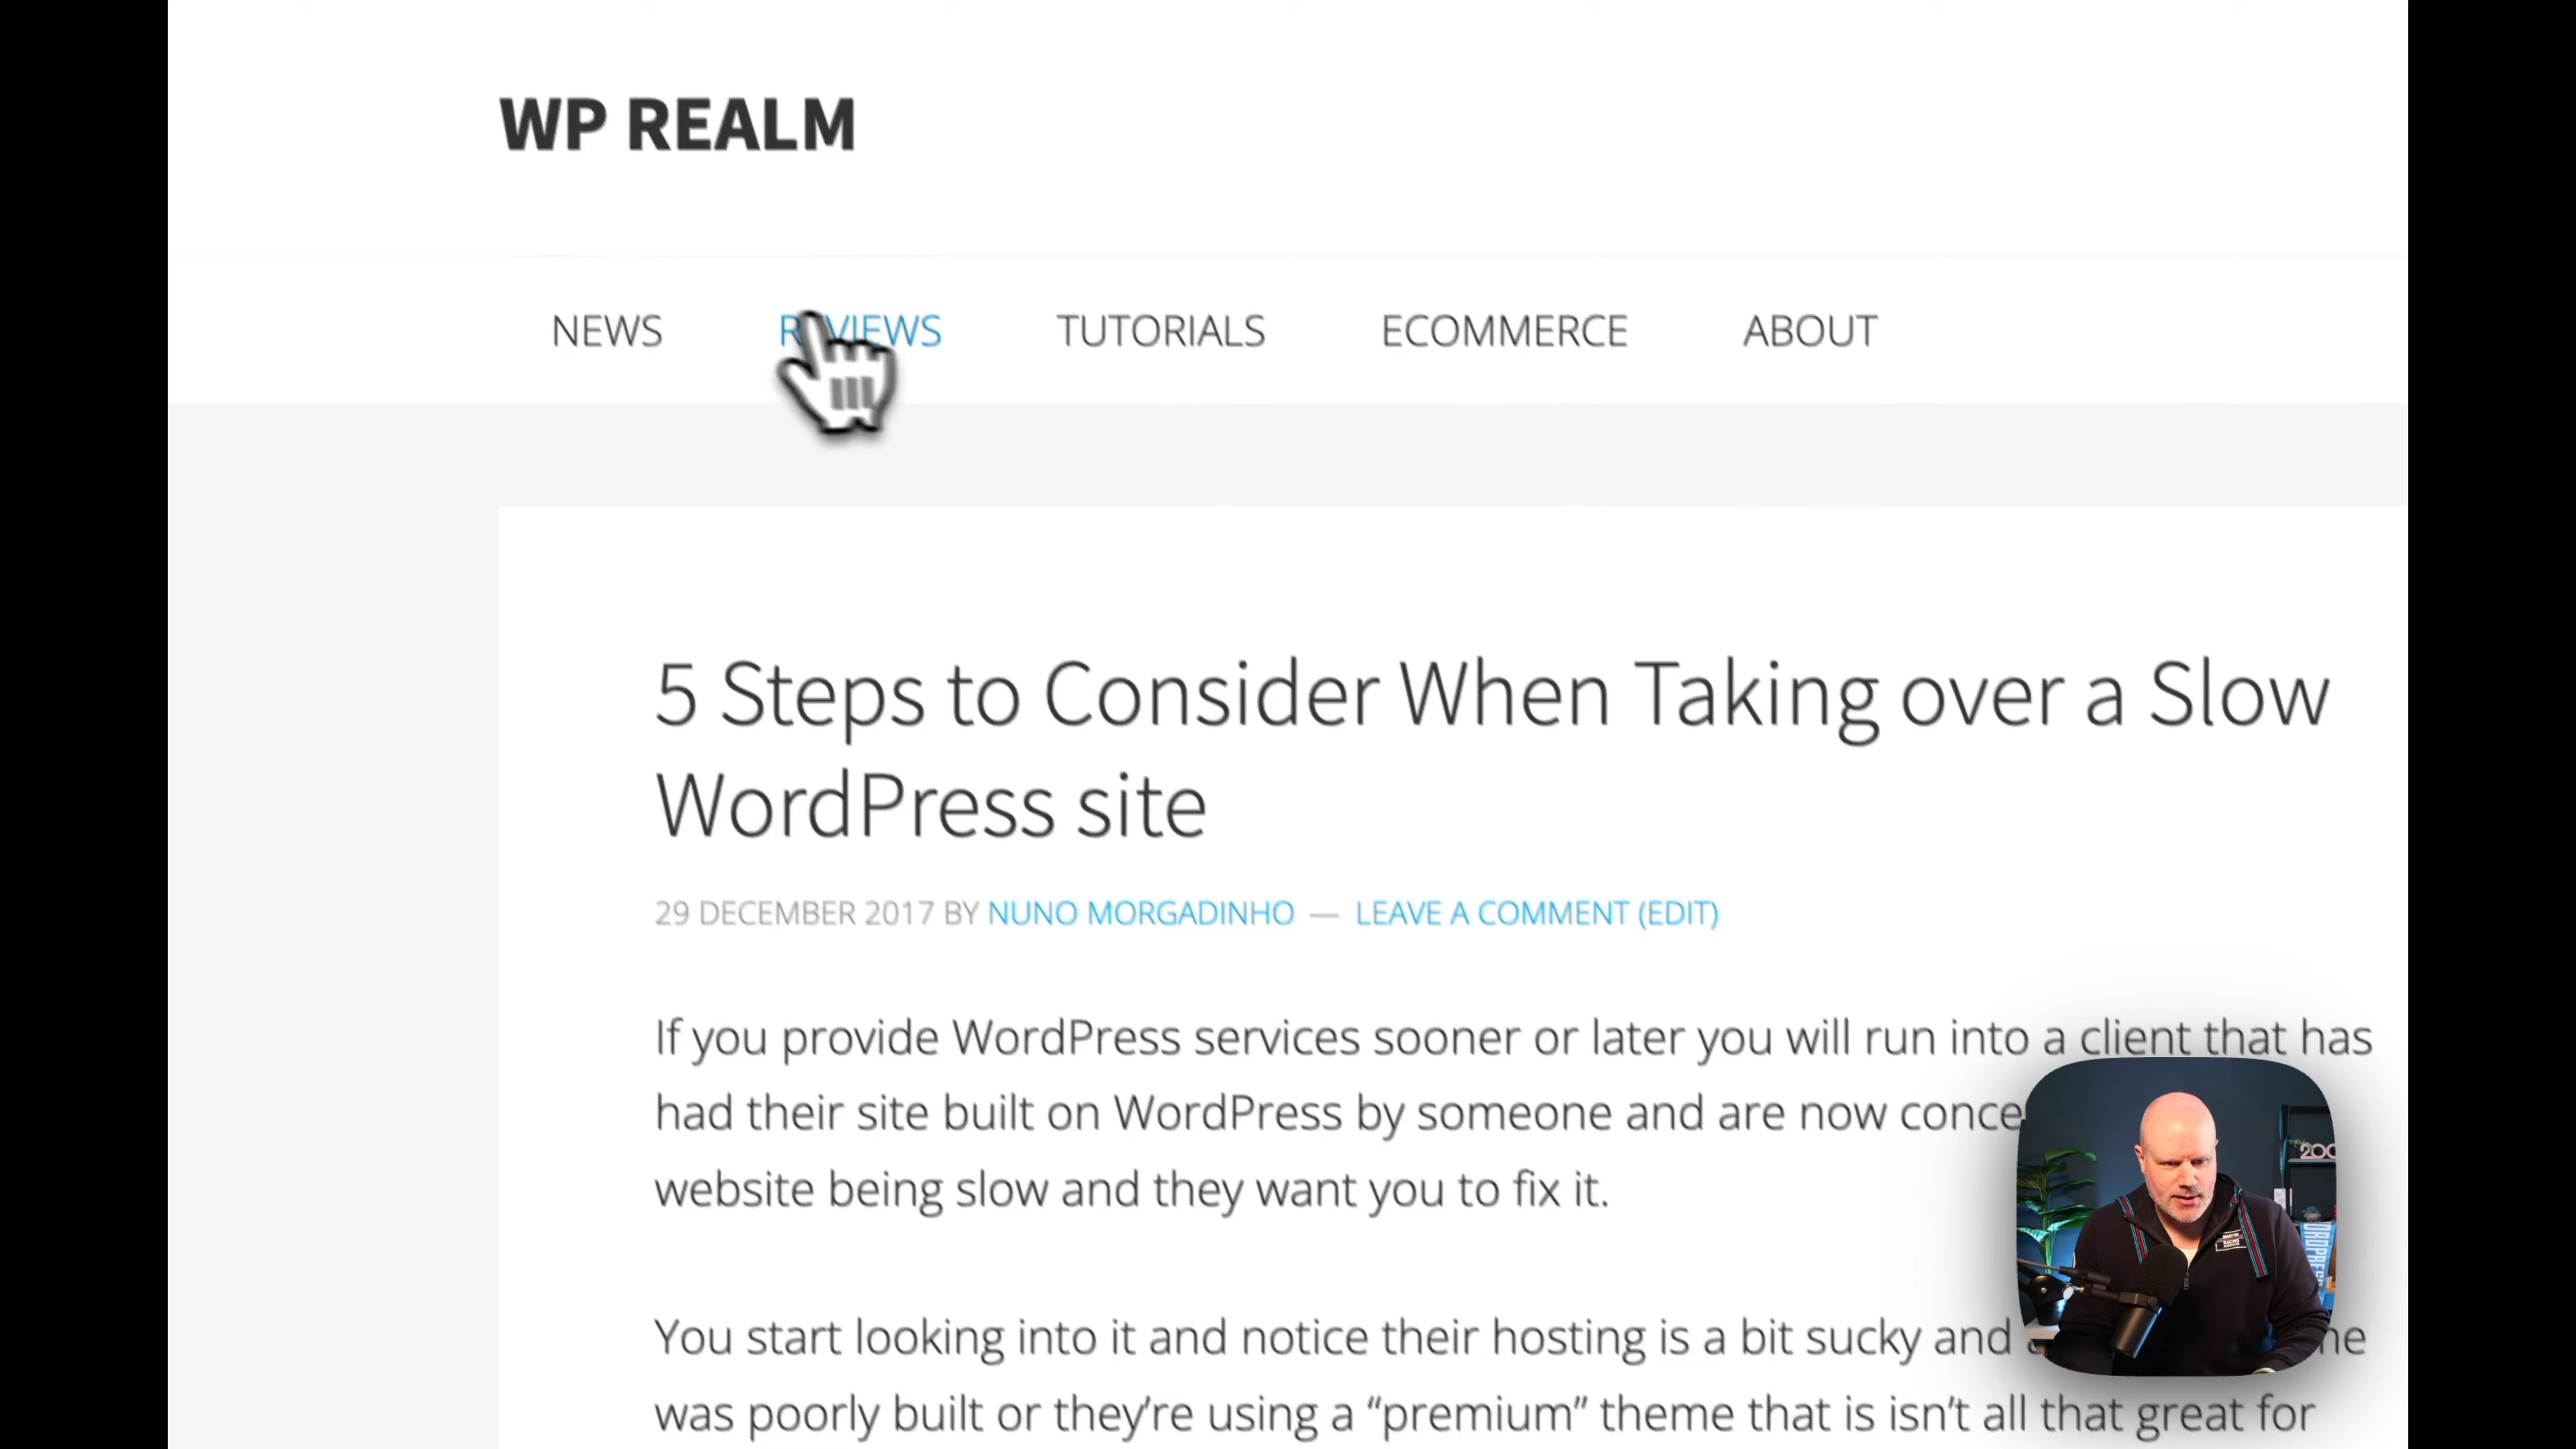 WP REALM
NEWS REVIEWS TUTORIALS ECOMMERCE ABOUT
5 Steps to Consider When Taking over a Slow
WordPress site
29 DECEMBER 2017 BY NUNO MORGADINHO — LEAVE A COMMENT (EDIT)
If you provide WordPress services sooner or later you will run into a client that has
had their site built on WordPress by someone and are now
website being slow and they want you to fix it.
You start looking into it and notice their hosting is a bit sucky and
was poorly built or they’re using a “premium” theme that is isn’t all that great for
200